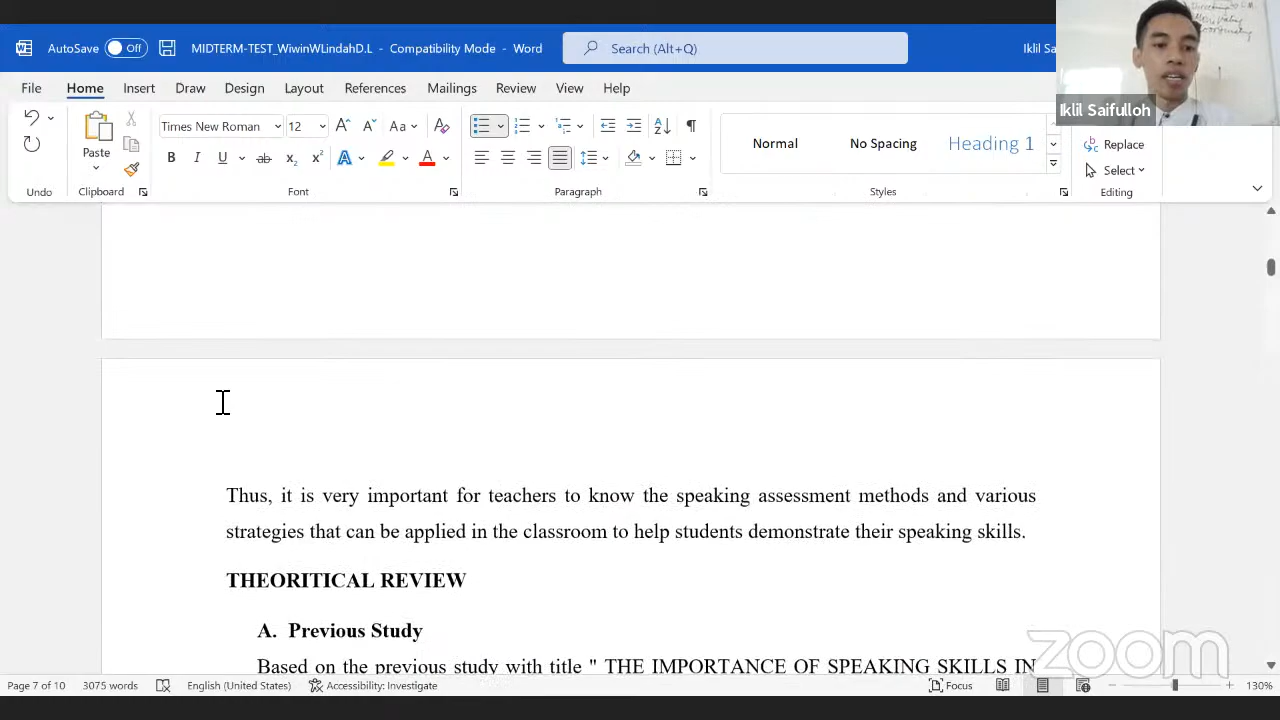 AutoSave Off MIDTERM-TEST_WiwinWLindahD.L - Compatibility Mode - Word Search (Alt+Q) Iklil Sa
Iklil Saifulloh
File Home Insert Draw Design Layout References Mailings Review View Help
Times New Roman 12 Aa
Normal No Spacing Heading 1
Paste
Replace
Select
Undo Clipboard Font Paragraph Styles Editing
Thus, it is very important for teachers to know the speaking assessment methods and various
strategies that can be applied in the classroom to help students demonstrate their speaking skills.
THEORITICAL REVIEW
A. Previous Study
Based on the previous study with title " THE IMPORTANCE OF SPEAKING SKILLS IN
zoom
Page 7 of 10 3075 words English (United States) Accessibility: Investigate Focus 130%